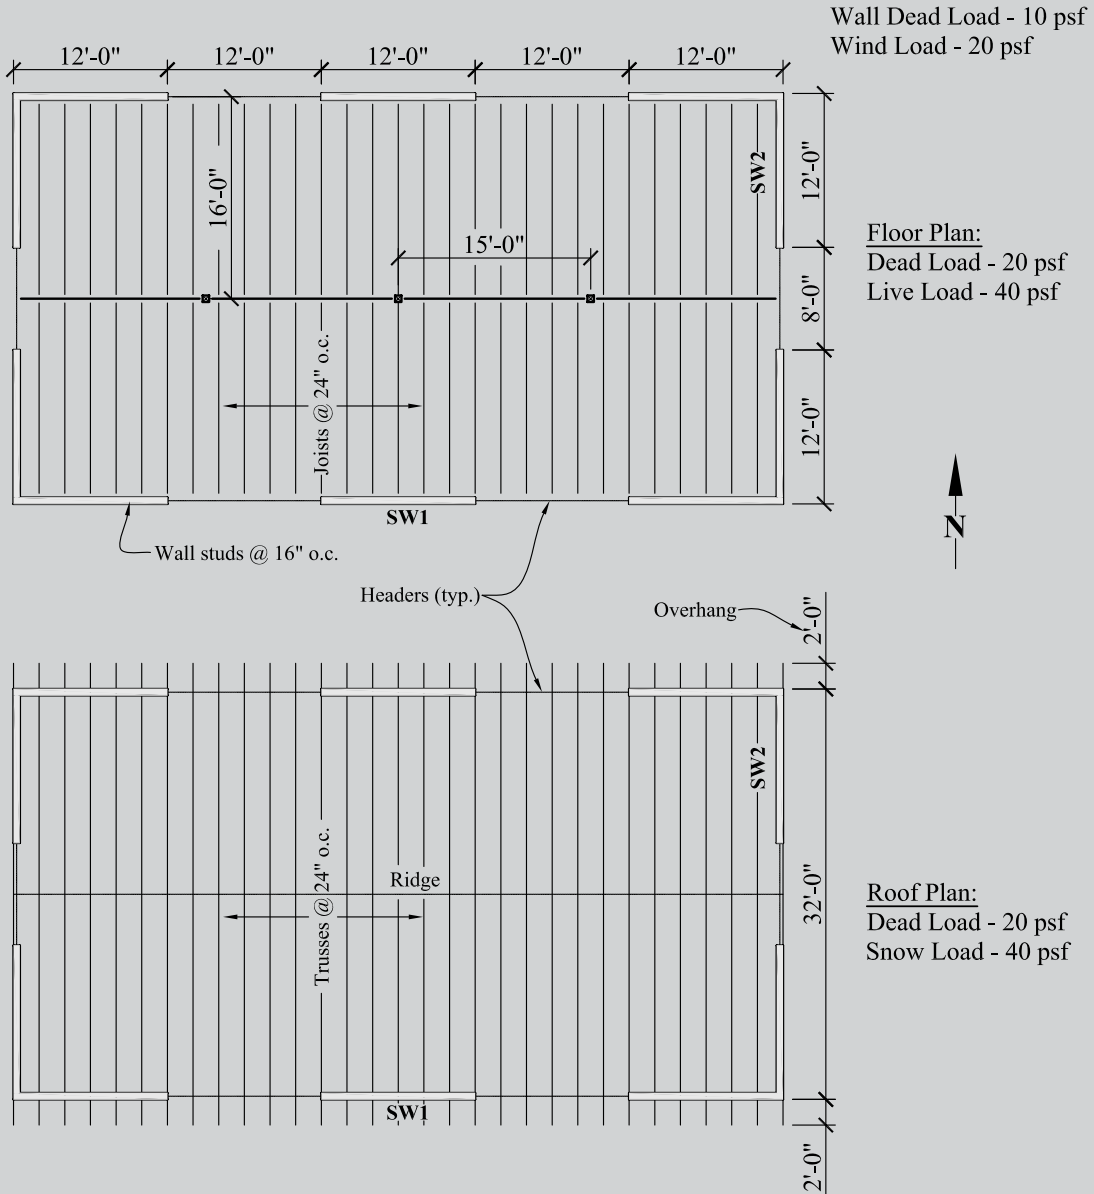 Wall Dead Load - 10 psf
Wind Load - 20 psf
12'-0" 12'-0" 12'-0" 12'-0" 12'-0"
16'-0"
SW2
12'-0"
15'-0"
8'-0"
Floor Plan:
Dead Load - 20 psf
Live Load - 40 psf
Joists @ 24" o.c.
12'-0"
SW1
N
Wall studs @ 16" o.c.
Headers (typ.)
Overhang
2'-0"
SW2
Trusses @ 24" o.c.
Ridge
32'-0"
Roof Plan:
Dead Load - 20 psf
Snow Load - 40 psf
SW1
2'-0"